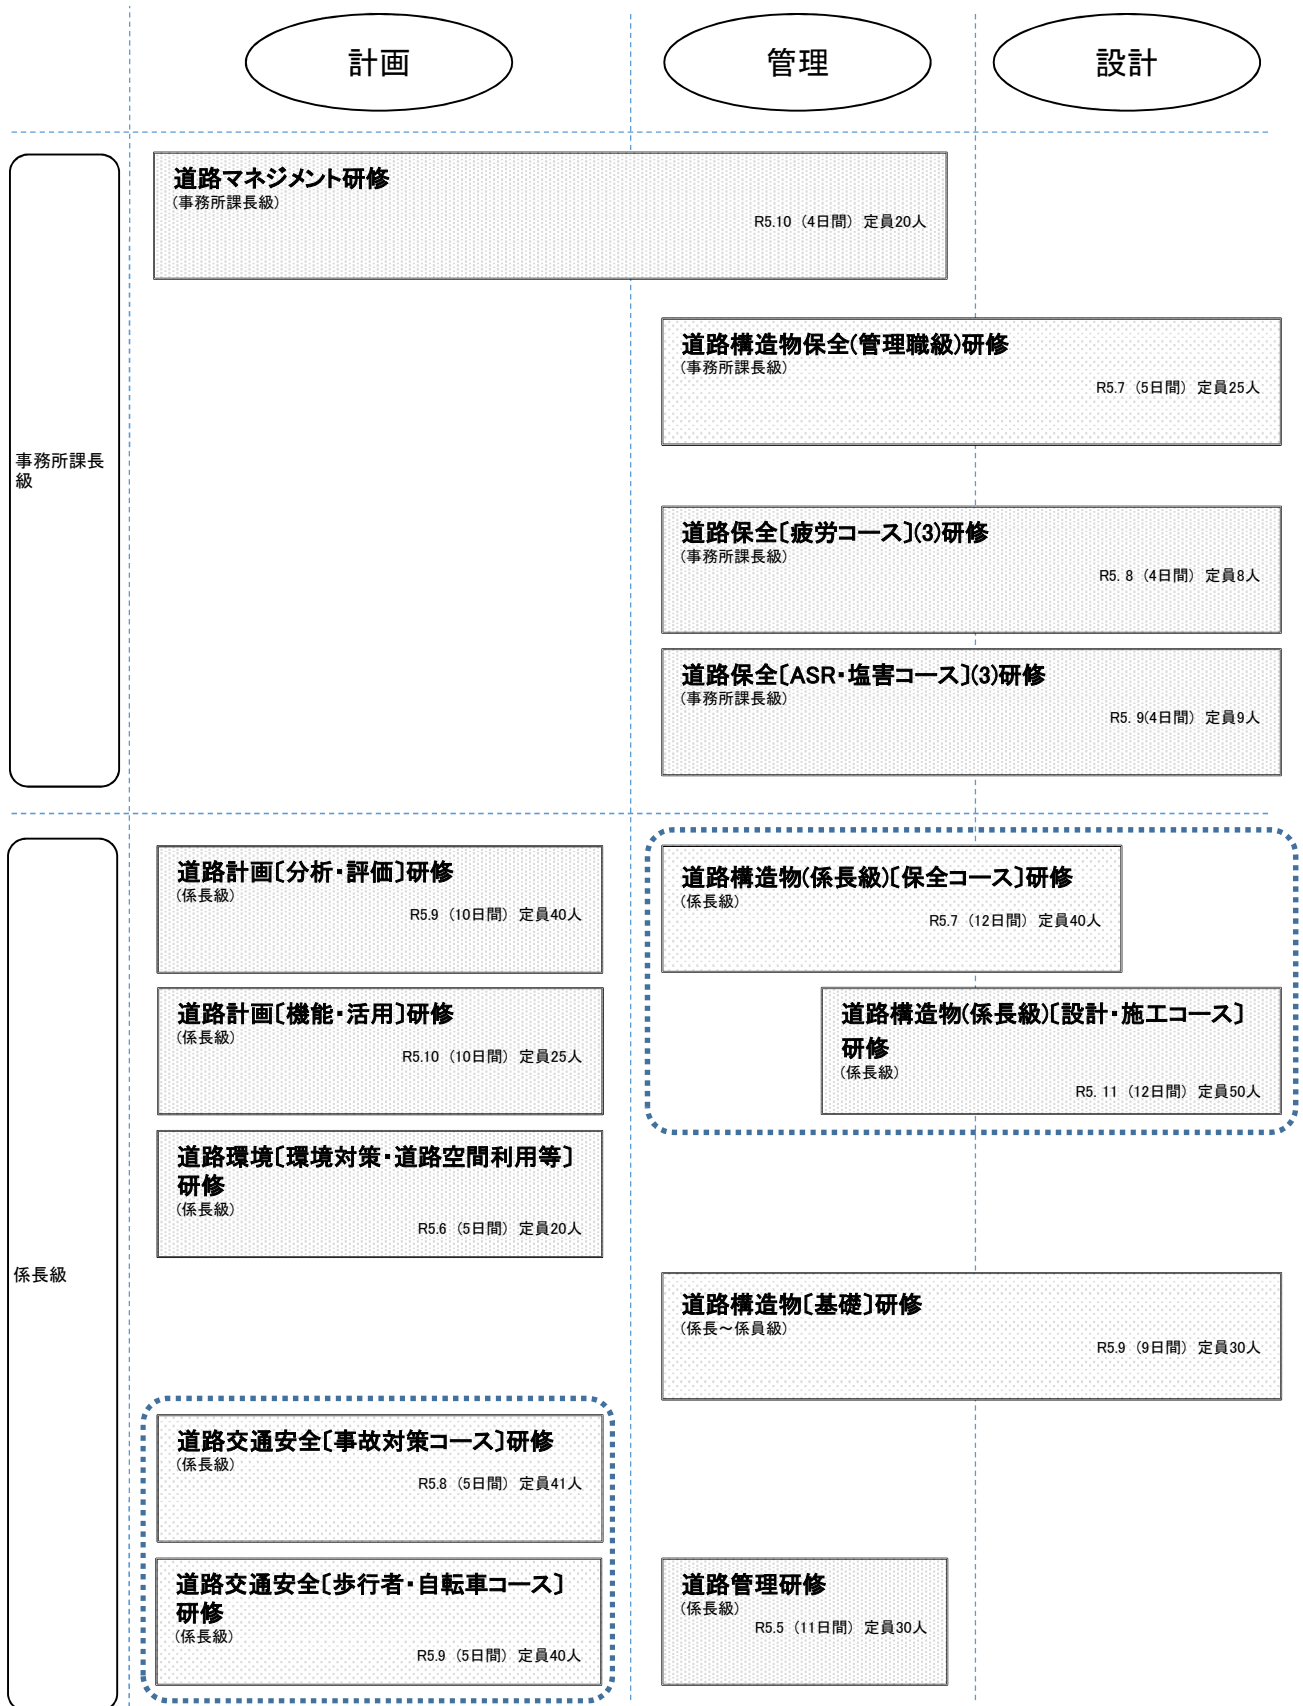 計画
管理
設計
事務所課長
級
道路マネジメント研修
(事務所課長級)
R5.10（4日間）定員20人
道路構造物保全(管理職級)研修
(事務所課長級)
R5.7（5日間）定員25人
道路保全〔疲労コース〕(3)研修
(事務所課長級)
R5. 8（4日間）定員8人
道路保全〔ASR・塩害コース〕(3)研修
(事務所課長級)
R5. 9(4日間）定員9人
係長級
道路計画〔分析・評価〕研修
(係長級)
R5.9（10日間）定員40人
道路計画〔機能・活用〕研修
(係長級)
R5.10（10日間）定員25人
道路環境〔環境対策・道路空間利用等〕
研修
(係長級)
R5.6（5日間）定員20人
道路交通安全〔事故対策コース〕研修
(係長級)
R5.8（5日間）定員41人
道路交通安全〔歩行者・自転車コース〕
研修
(係長級)
R5.9（5日間）定員40人
道路構造物(係長級)〔保全コース〕研修
(係長級)
R5.7（12日間）定員40人
道路構造物(係長級)〔設計・施工コース〕
研修
(係長級)
R5. 11（12日間）定員50人
道路構造物〔基礎〕研修
(係長～係員級)
R5.9（9日間）定員30人
道路管理研修
(係長級)
R5.5（11日間）定員30人